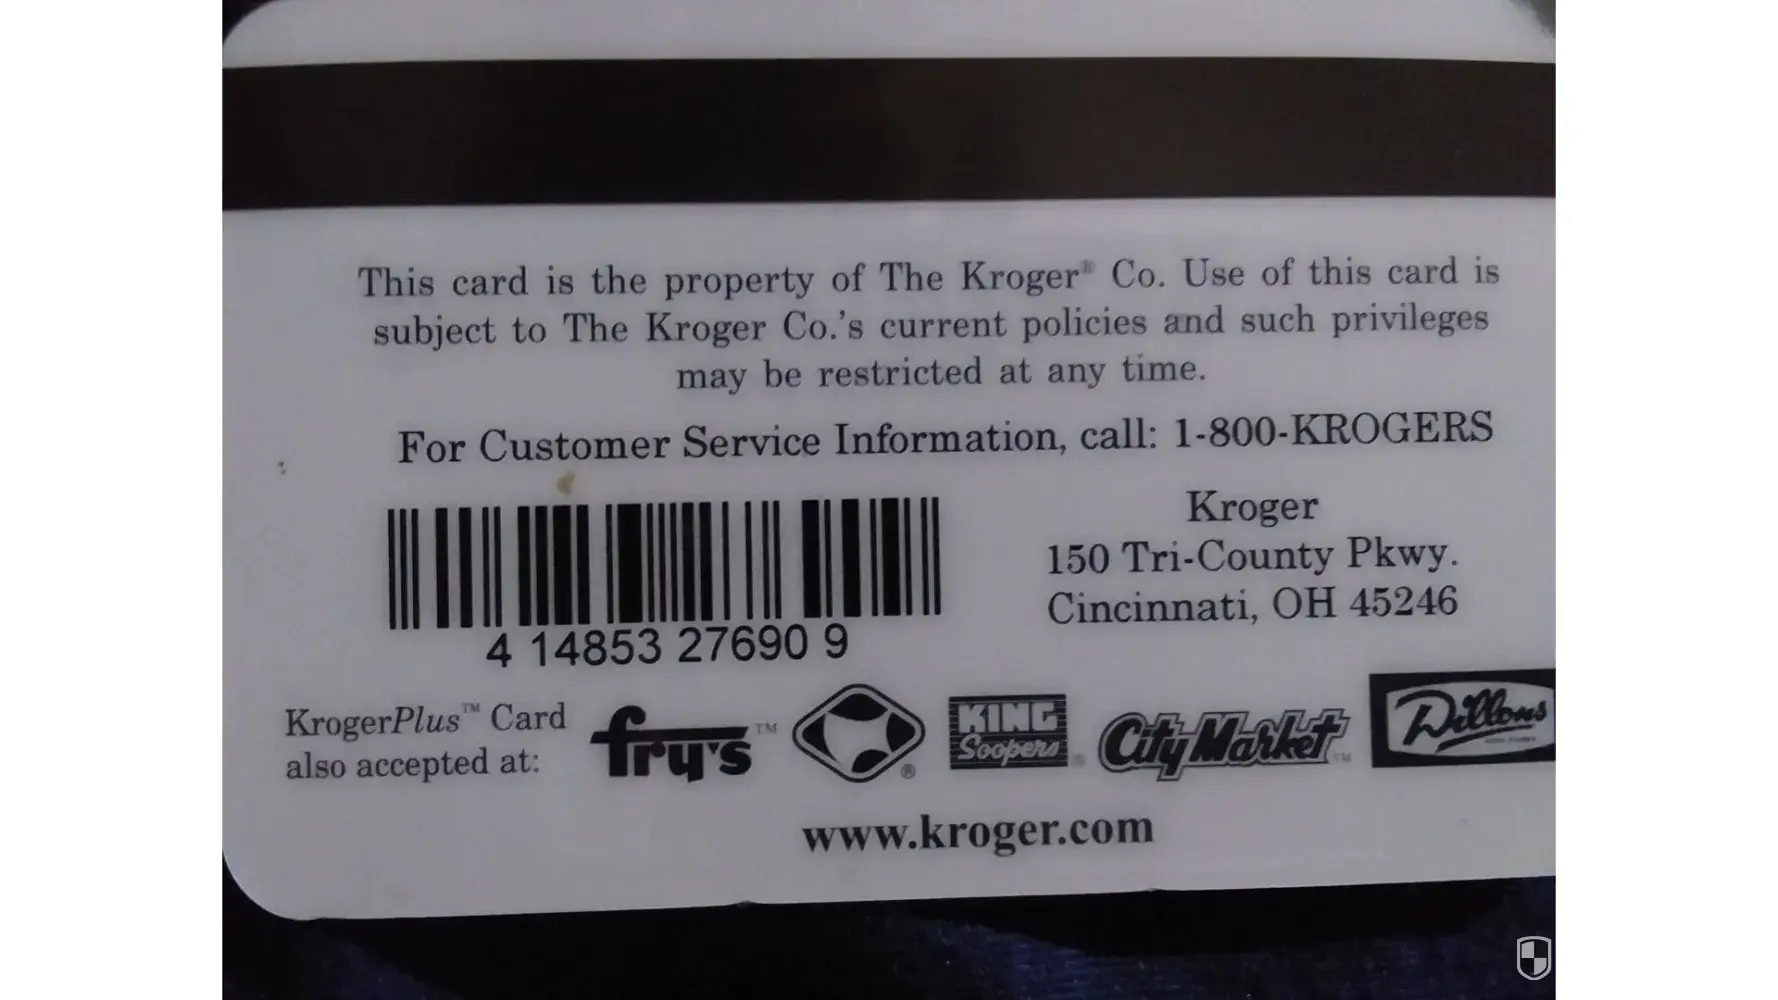 This card is the property of The Kroger® Co. Use of this card is
subject to The Kroger Co.'s current policies and such privileges
may be restricted at any time.
For Customer Service Information, call: 1-800-KROGERS
Kroger
150 Tri-County Pkwy.
Cincinnati, OH 45246
4 14853 27690 9
KrogerPlus™ Card
also accepted at:
fry's™
®
KING
Soopers®
City Market™
Dillons
www.kroger.com